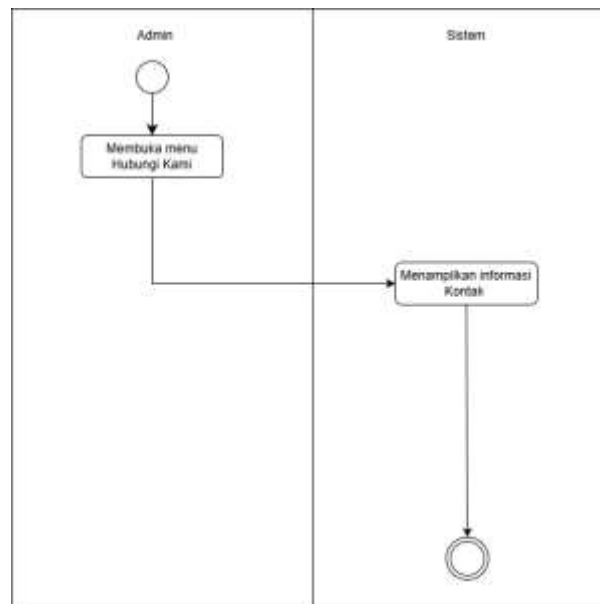 Admin
Sistem
Membuka menu
Hubungi Kami
Menampilkan informasi
Kontak